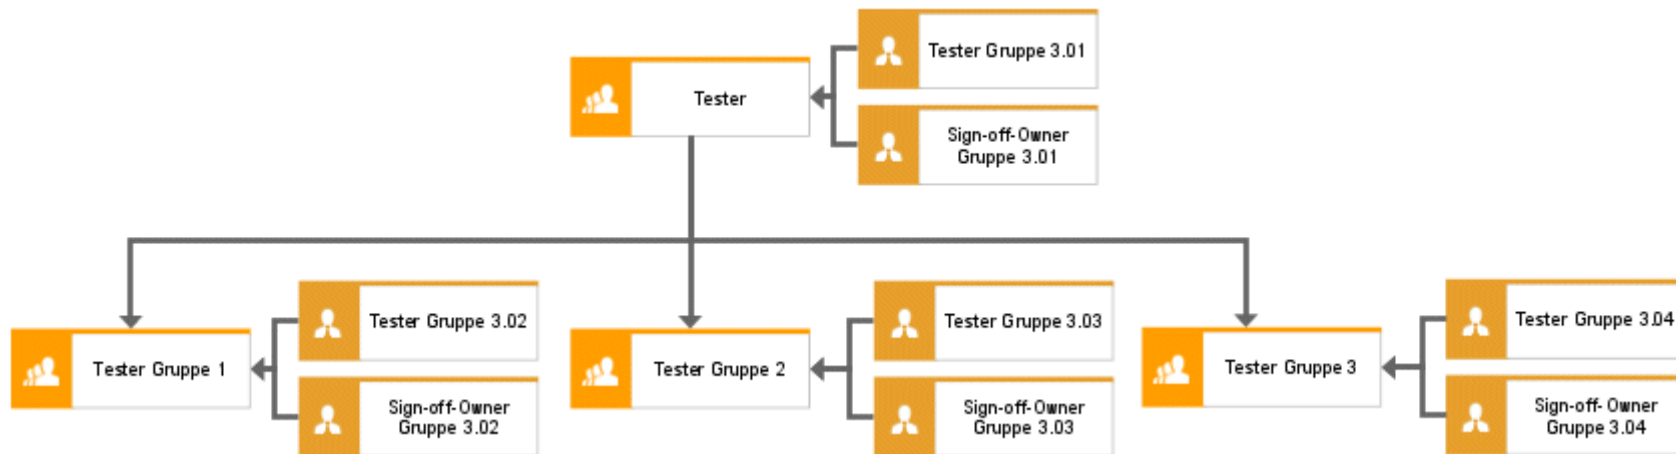 Tester Gruppe 3.01
Tester
Sign-off-Owner
Gruppe 3.01
Tester Gruppe 3.02
Tester Gruppe 1
Sign-off-Owner
Gruppe 3.02
Tester Gruppe 3.03
Tester Gruppe 2
Sign-off-Owner
Gruppe 3.03
Tester Gruppe 3.04
Tester Gruppe 3
Sign-off-Owner
Gruppe 3.04